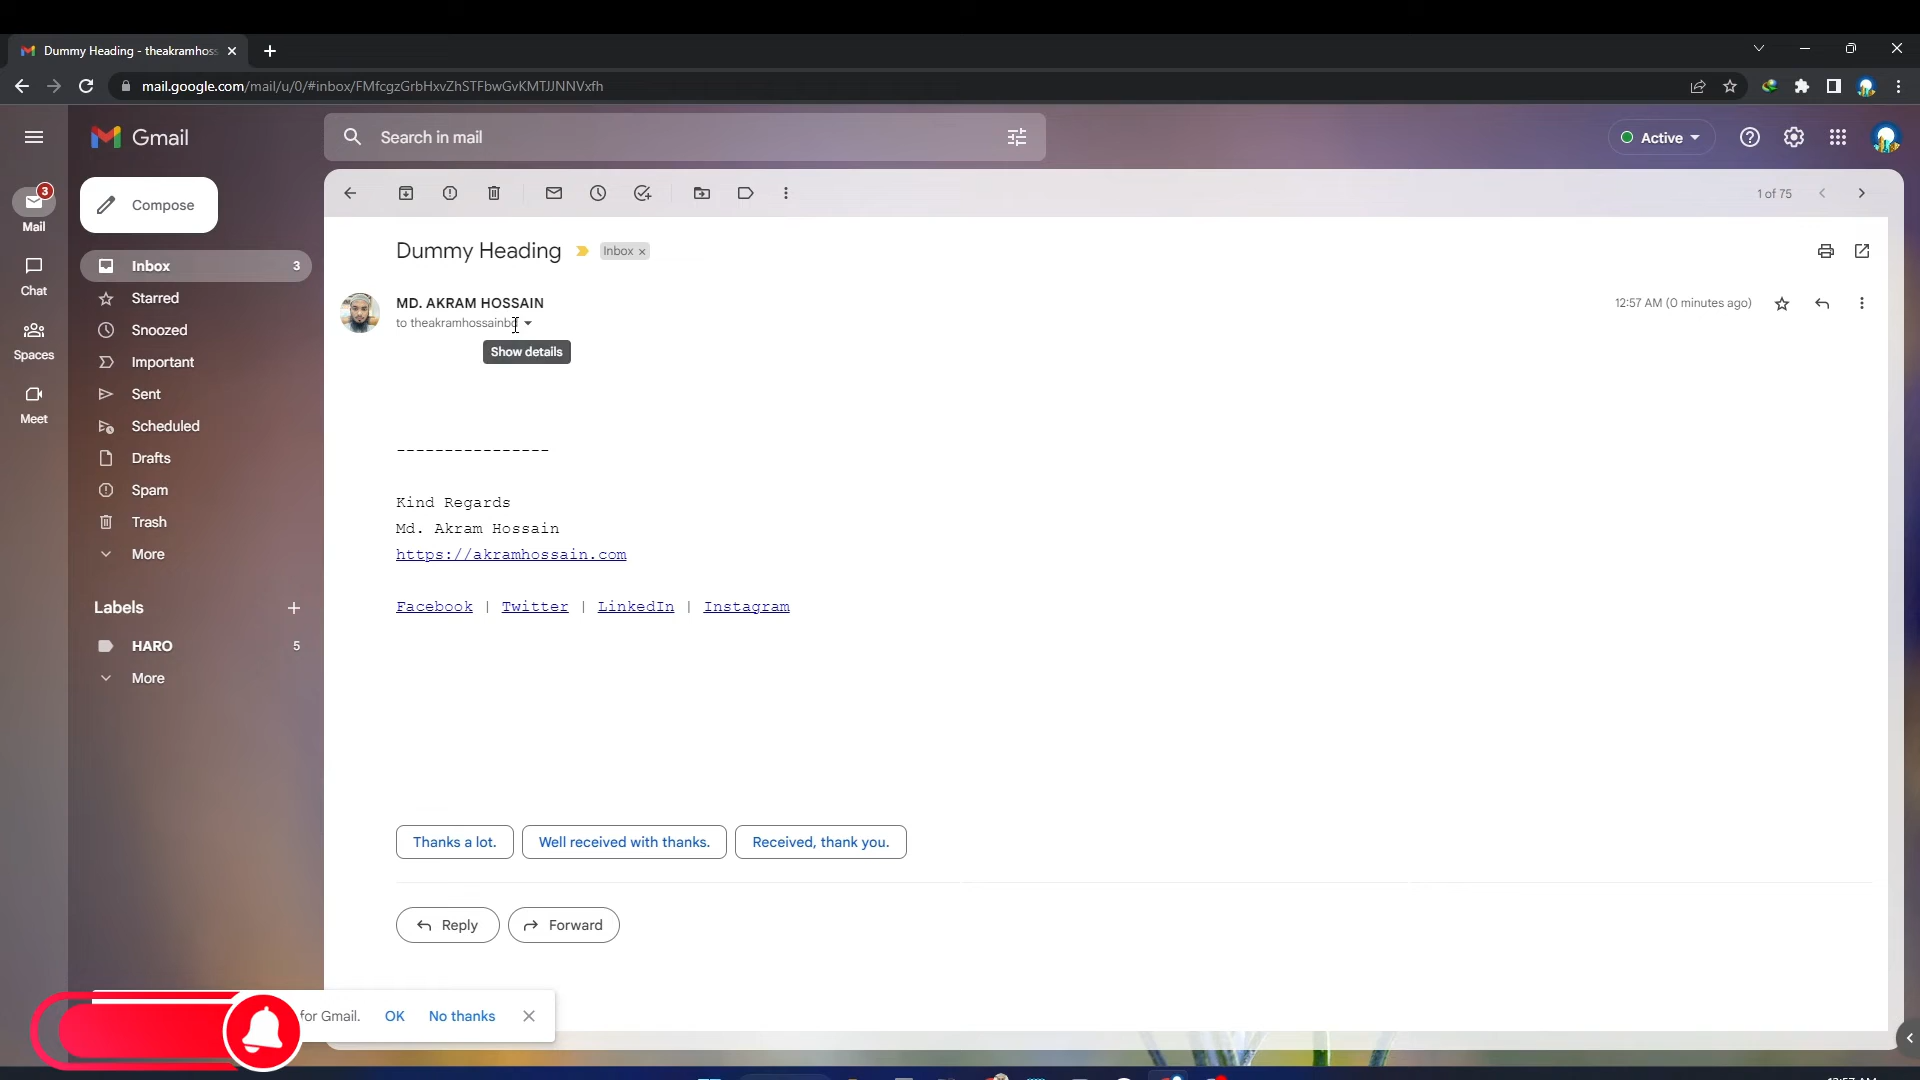 Dummy Heading - theakramhoss
mail.google.com/mail/u/0/#inbox/FMfcgzGrbHxvZhSTFbwGvKMTJJNNVxfh
Gmail
Search in mail
Active
3
Mail
Chat
Spaces
Meet
Compose
Inbox 3
Starred
Snoozed
Important
Sent
Scheduled
Drafts
Spam
Trash
More
Labels
HARO 5
More
1 of 75
Dummy Heading
Inbox
MD. AKRAM HOSSAIN
12:57 AM (0 minutes ago)
to theakramhossainbd
Show details
----------------
Kind Regards
Md. Akram Hossain
https://akramhossain.com
Facebook | Twitter | LinkedIn | Instagram
Thanks a lot.
Well received with thanks.
Received, thank you.
Reply
Forward
for Gmail. OK No thanks